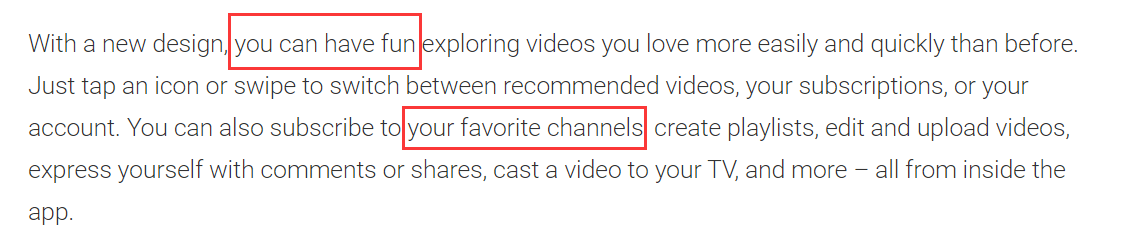 With a new design, you can have fun exploring videos you love more easily and quickly than before.
Just tap an icon or swipe to switch between recommended videos, your subscriptions, or your
account. You can also subscribe to your favorite channels, create playlists, edit and upload videos,
express yourself with comments or shares, cast a video to your TV, and more – all from inside the
app.